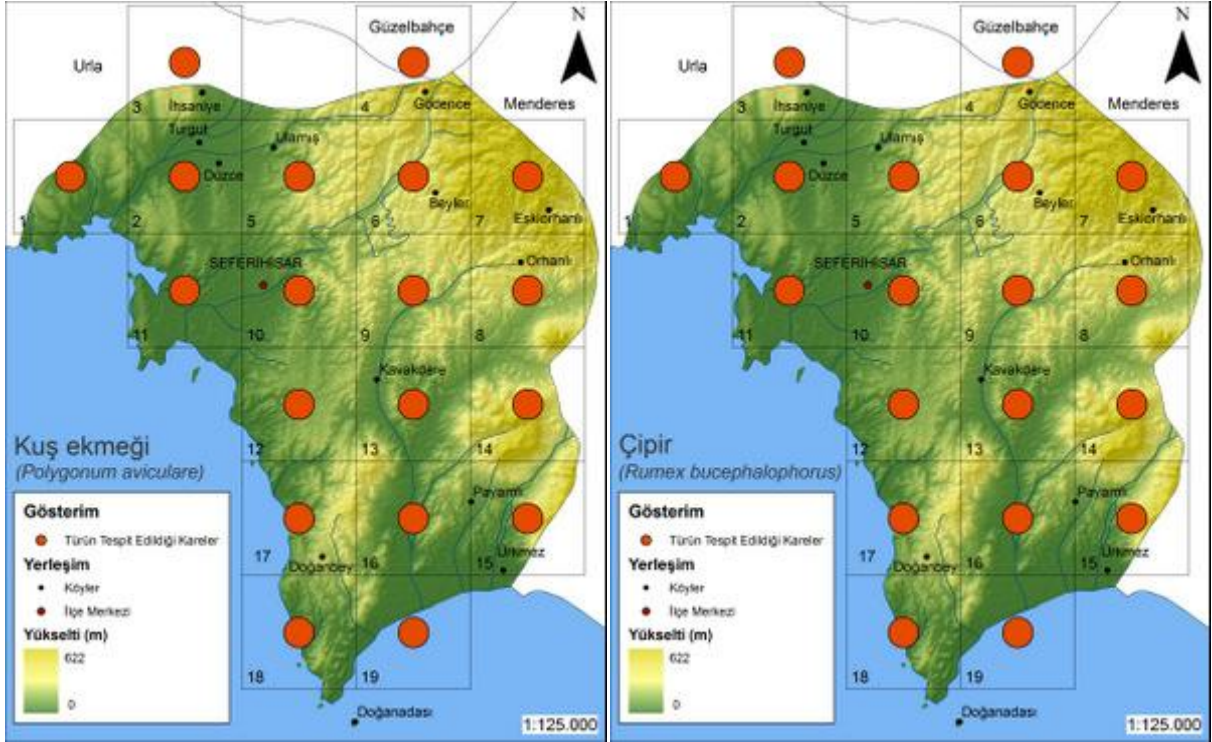 Güzelbahçe
N
Urla
İhsaniye
3
4
Gödence
Menderes
Turgut
Ulamış
Düzce
Beyler
1
2
5
6
7
Eskiorhanlı
SEFERİHİSAR
Orhanlı
11
10
9
8
Kavakdere
Kuş ekmeği
(Polygonum aviculare)
12
13
14
Gösterim
Türün Tespit Edildiği Kareler
Yerleşim
Köyler
İlçe Merkezi
Yükselti (m)
622
0
Payamlı
17
Doğanbey
16
15
Ürkmez
18
19
Doğanadası
1:125.000
Güzelbahçe
N
Urla
İhsaniye
3
4
Gödence
Menderes
Turgut
Ulamış
Düzce
Beyler
1
2
5
6
7
Eskiorhanlı
SEFERİHİSAR
Orhanlı
11
10
9
8
Kavakdere
Çipir
(Rumex bucephalophorus)
12
13
14
Gösterim
Türün Tespit Edildiği Kareler
Yerleşim
Köyler
İlçe Merkezi
Yükselti (m)
622
0
Payamlı
17
Doğanbey
16
15
Ürkmez
18
19
Doğanadası
1:125.000